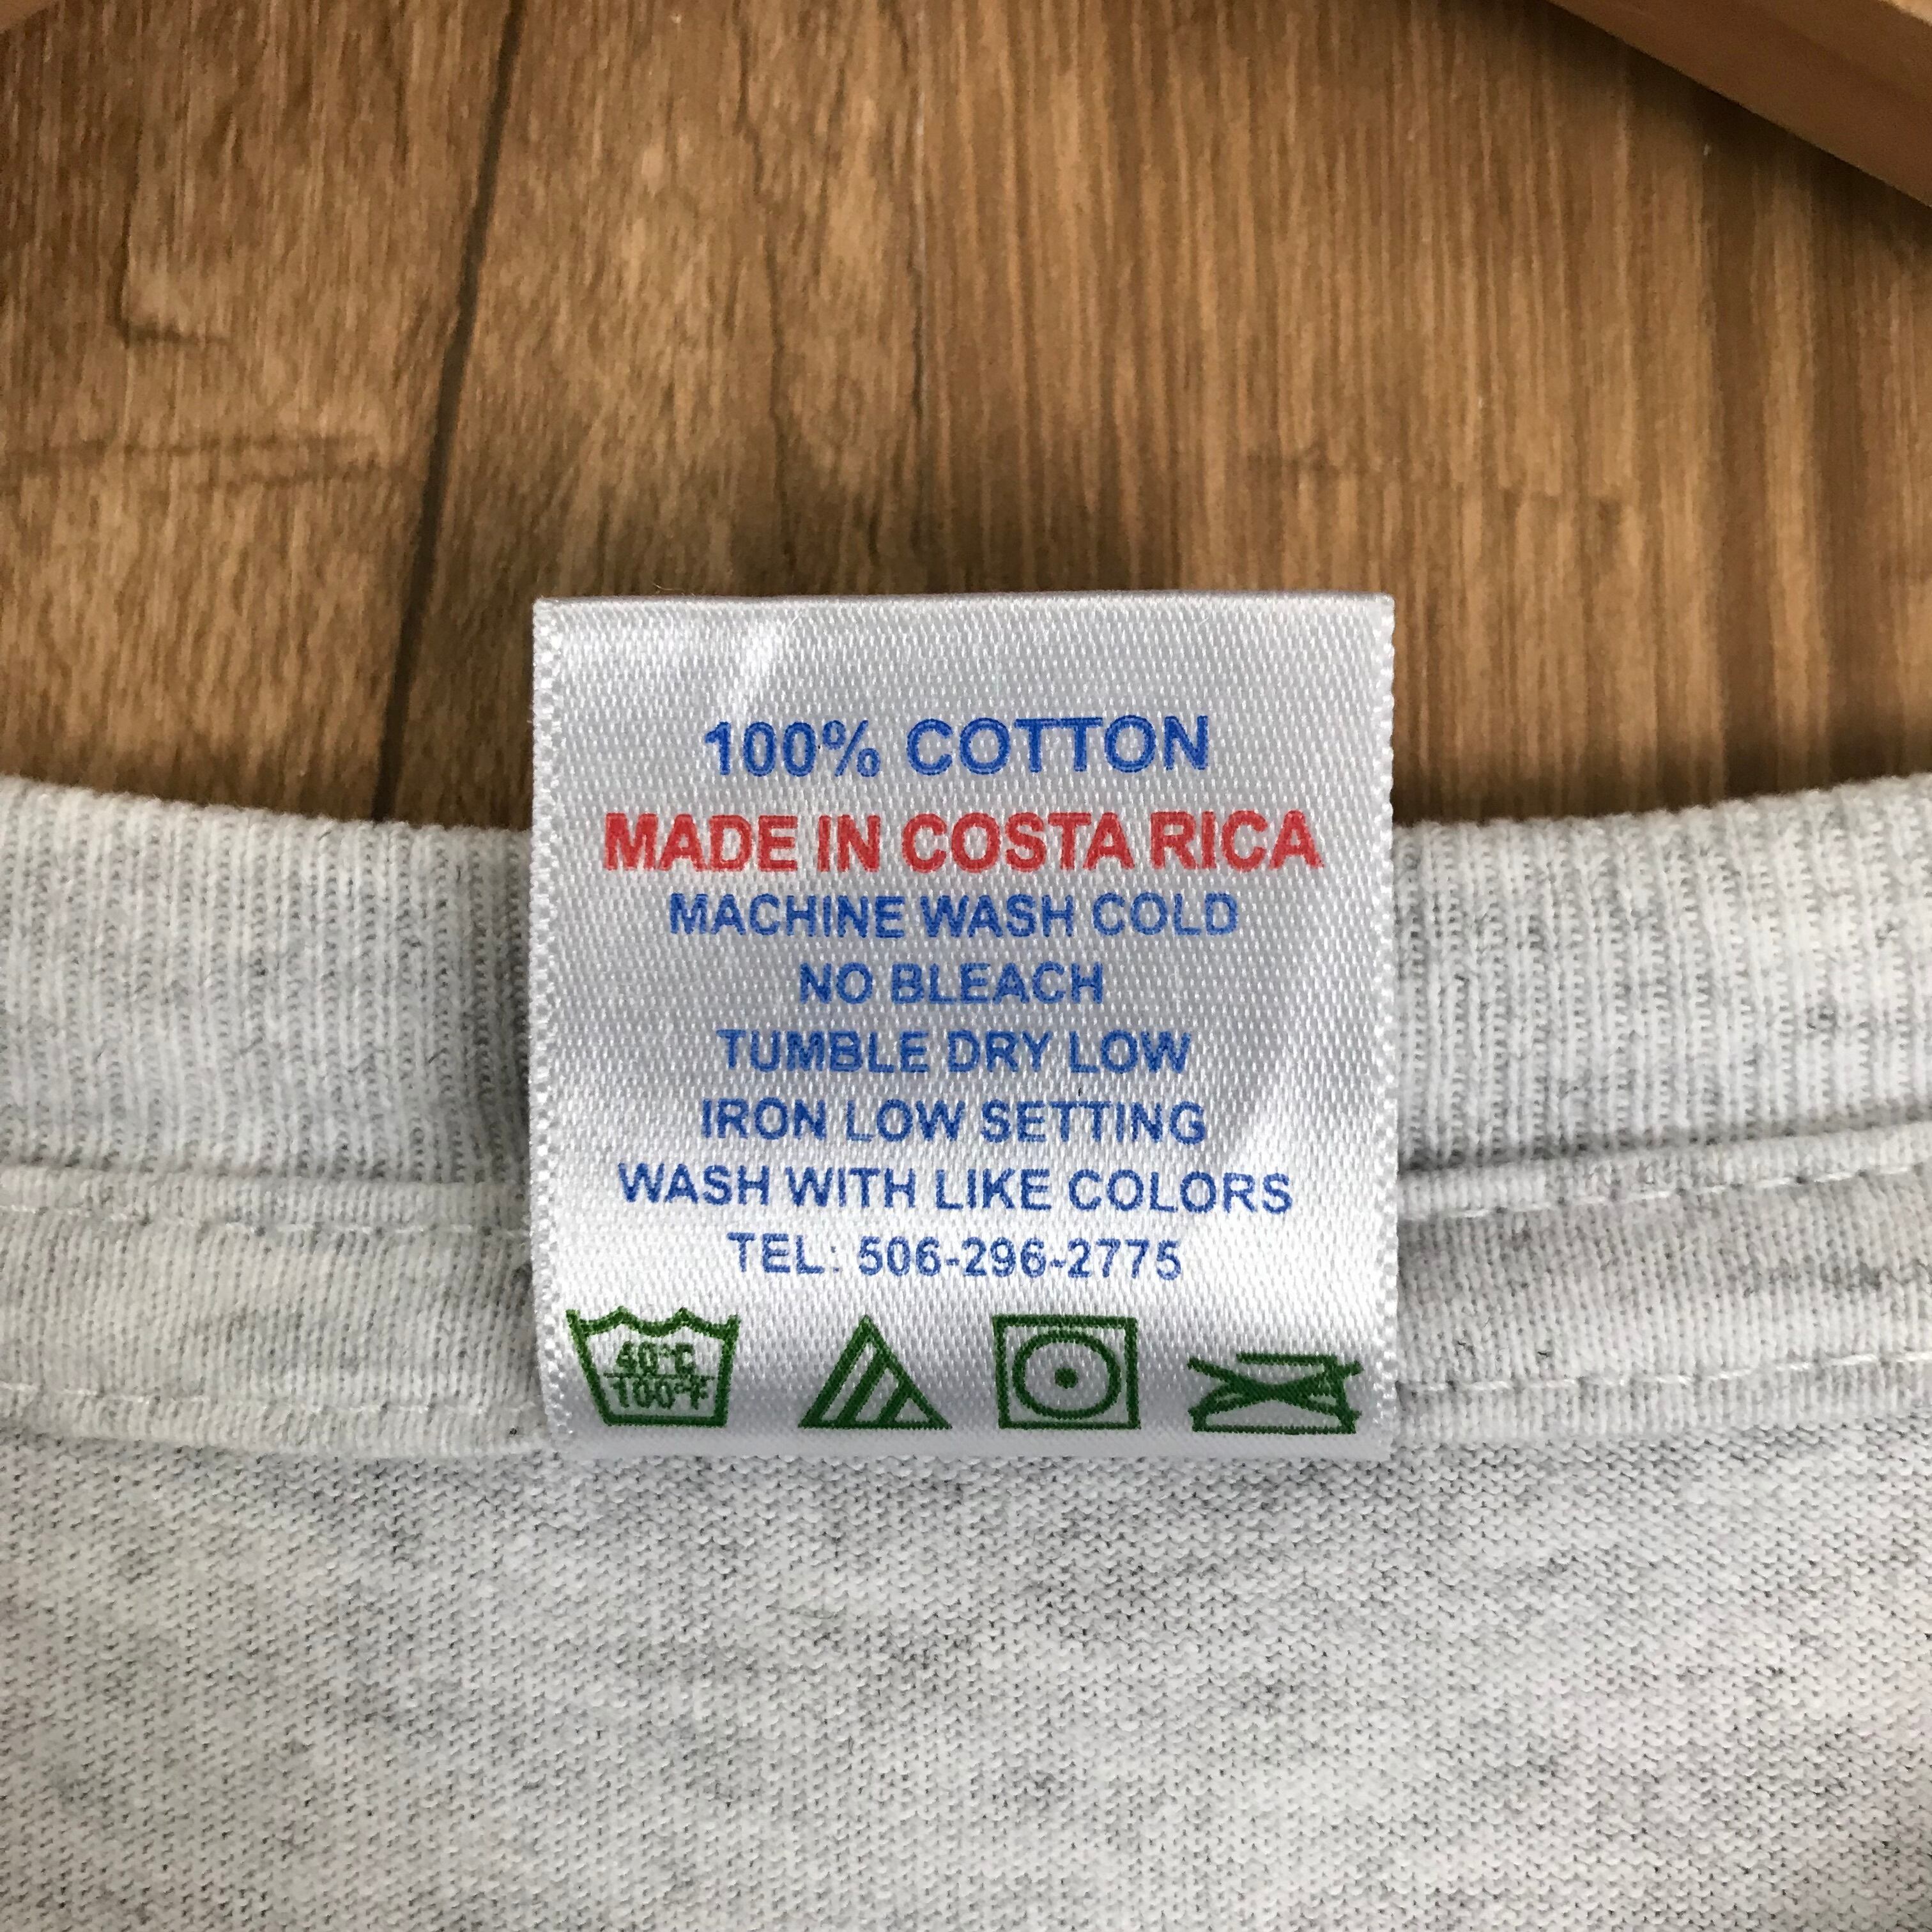 100% COTTON
MADE IN COSTA RICA
MACHINE WASH COLD
NO BLEACH
TUMBLE DRY LOW
IRON LOW SETTING
WASH WITH LIKE COLORS
TEL: 506-296-2775
40°C
100°F